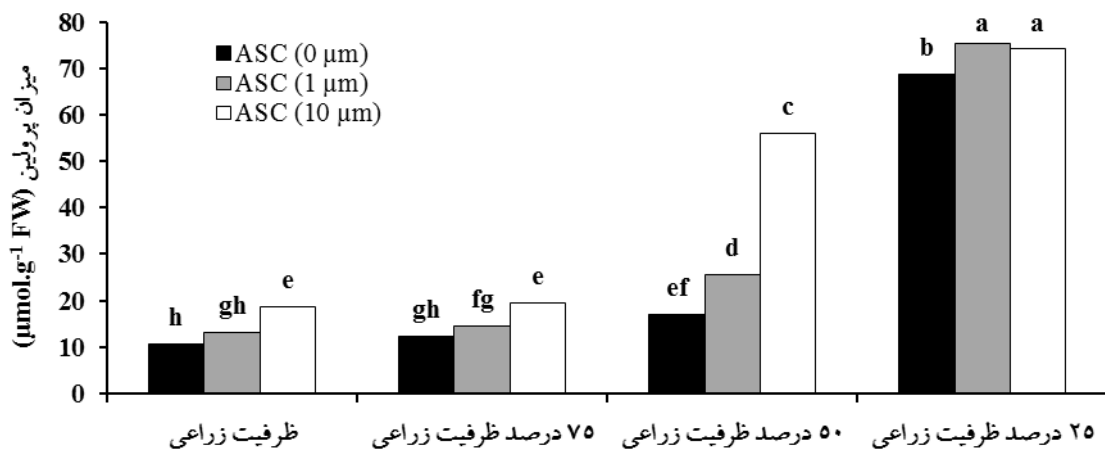 میزان پرولین
(µmol.g⁻¹ FW)
80
70
60
50
40
30
20
10
0
ASC (0 µm)
ASC (1 µm)
ASC (10 µm)
h
gh
e
gh
fg
e
ef
d
c
b
a
a
ظرفیت زراعی
۷۵ درصد ظرفیت زراعی
۵۰ درصد ظرفیت زراعی
۲۵ درصد ظرفیت زراعی